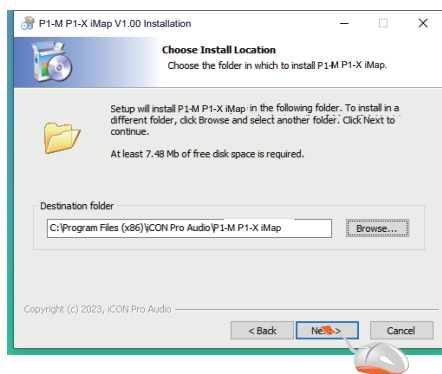 P1-M P1-X iMap V1.00 Installation
Choose Install Location
Choose the folder in which to install P1-M P1-X iMap.
Setup will install P1-M P1-X iMap in the following folder. To install in a
different folder, click Browse and select another folder. Click Next to
continue.
At least 7.48 Mb of free disk space is required.
Destination folder
C:\Program Files (x86)\iCON Pro Audio\P1-M P1-X iMap
Browse...
Copyright (c) 2023, iCON Pro Audio
< Back
Next >
Cancel